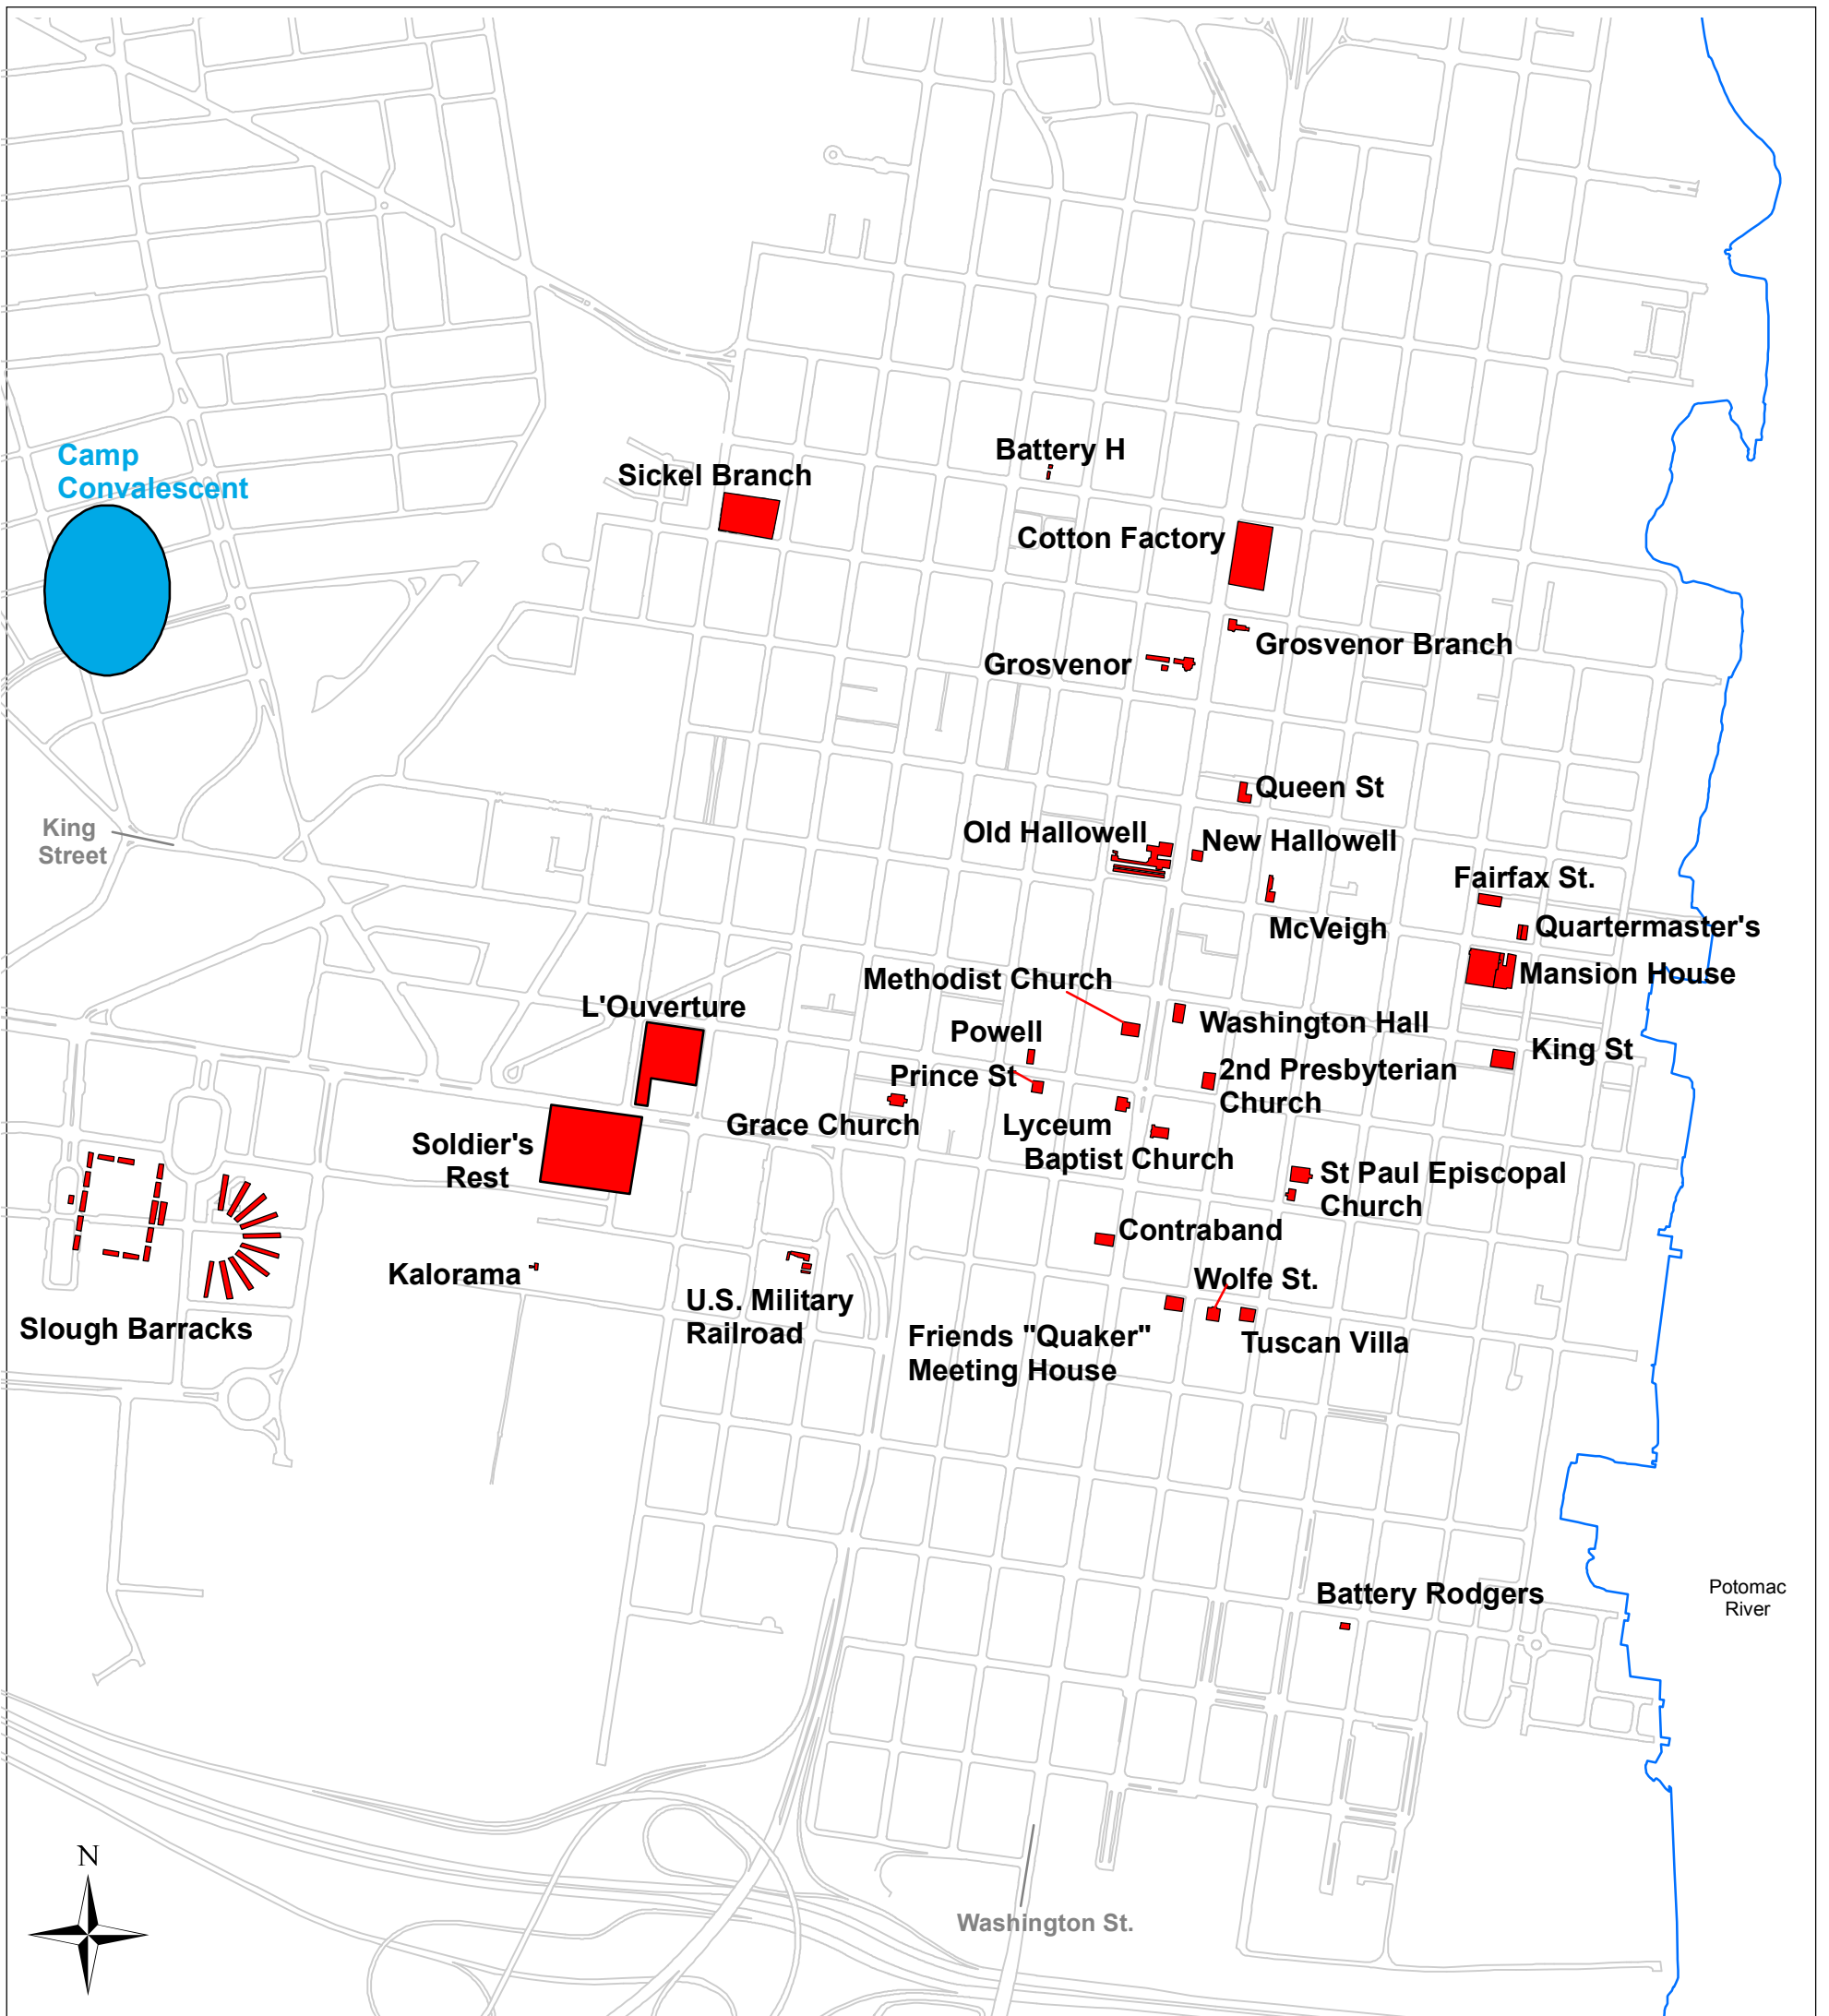 Battery H
Camp
Convalescent
Sickel Branch
Cotton Factory
Grosvenor Branch
Grosvenor
Queen St
King
Street
Old Hallowell
New Hallowell
Fairfax St.
McVeigh
Quartermaster's
Methodist Church
Mansion House
L'Ouverture
Powell
Washington Hall
King St
Prince St
2nd Presbyterian
Church
Grace Church
Lyceum
Soldier's
Rest
Baptist Church
St Paul Episcopal
Church
Contraband
Kalorama
Wolfe St.
U.S. Military
Railroad
Slough Barracks
Friends "Quaker"
Meeting House
Tuscan Villa
Battery Rodgers
Potomac
River
N
Washington St.